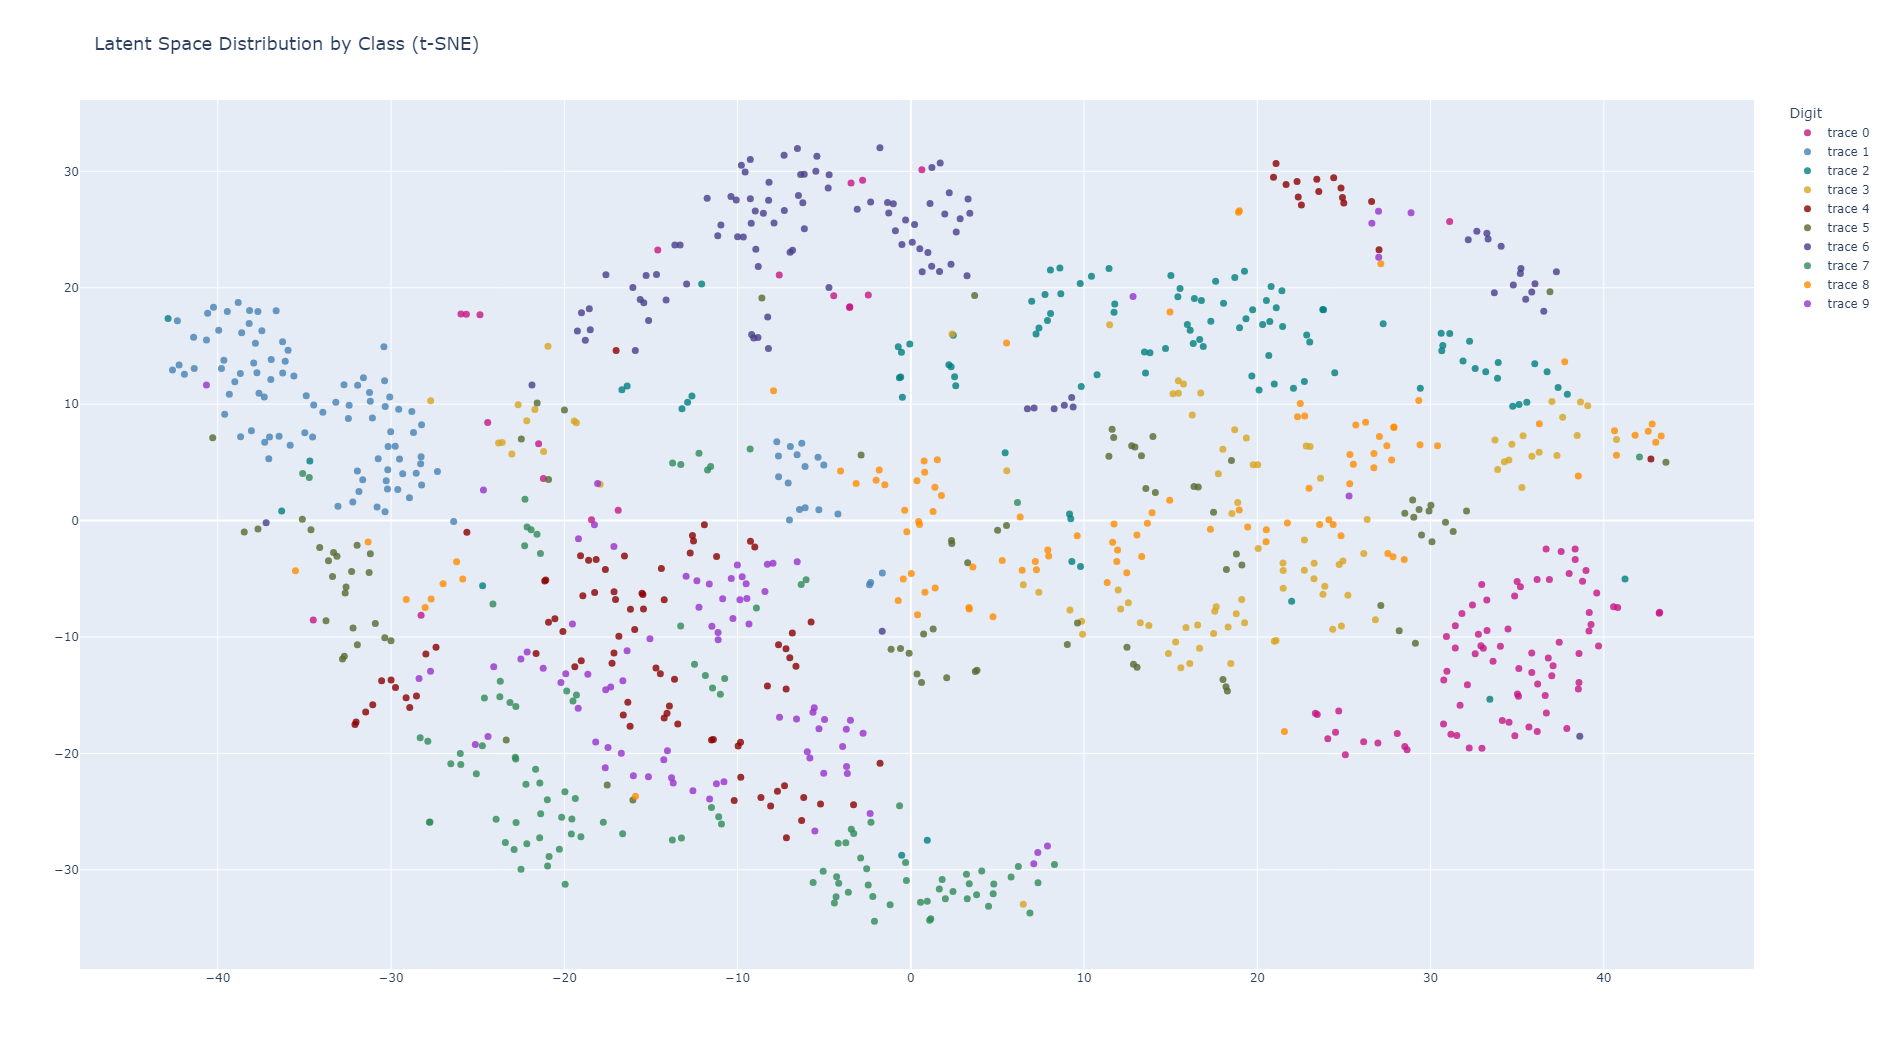 Latent Space Distribution by Class (t-SNE)
Digit
trace 0
trace 1
trace 2
trace 3
trace 4
trace 5
trace 6
trace 7
trace 8
trace 9
30
20
10
0
−10
−20
−30
−40 −30 −20 −10 0 10 20 30 40